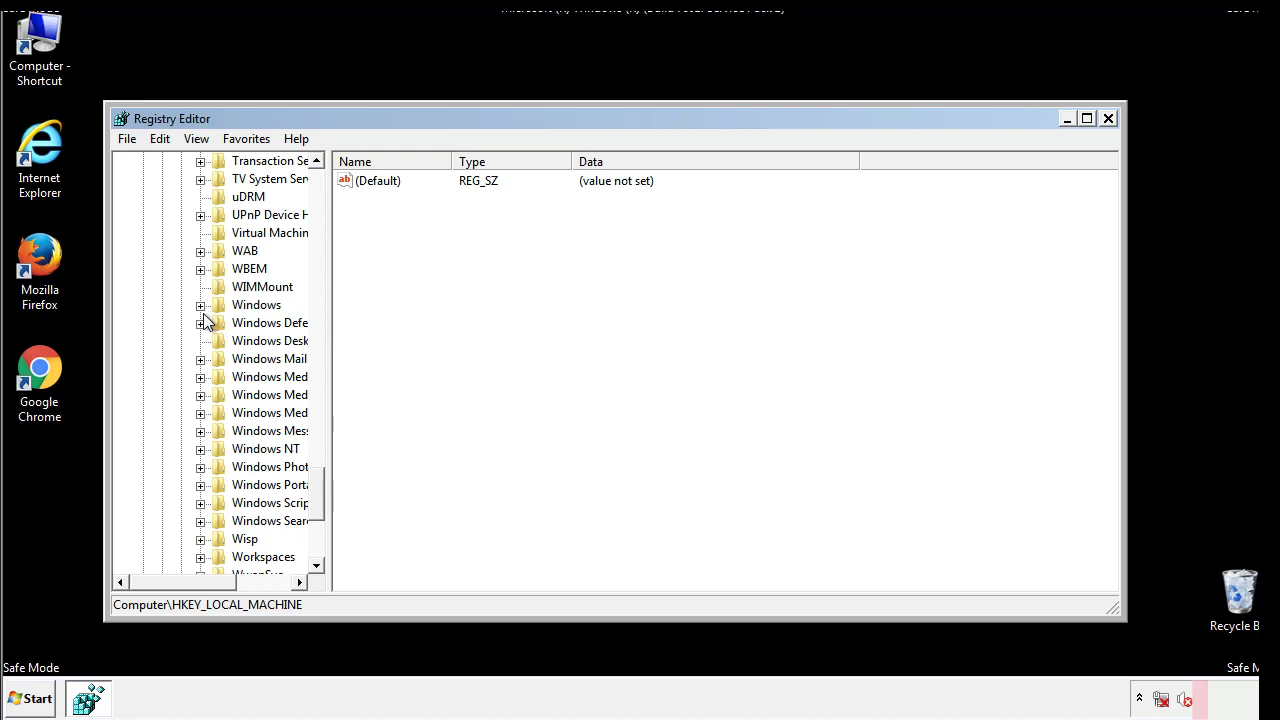 Computer -
Shortcut
Internet
Explorer
Mozilla
Firefox
Google
Chrome
Registry Editor
File Edit View Favorites Help
Name Type Data
(Default) REG_SZ (value not set)
Transaction Se
TV System Serv
uDRM
UPnP Device H
Virtual Machin
WAB
WBEM
WIMMount
Windows
Windows Defe
Windows Desk
Windows Mail
Windows Med
Windows Med
Windows Med
Windows Mess
Windows NT
Windows Phot
Windows Porta
Windows Scrip
Windows Sear
Wisp
Workspaces
Computer\HKEY_LOCAL_MACHINE
Recycle B
Safe Mode
Safe M
Start